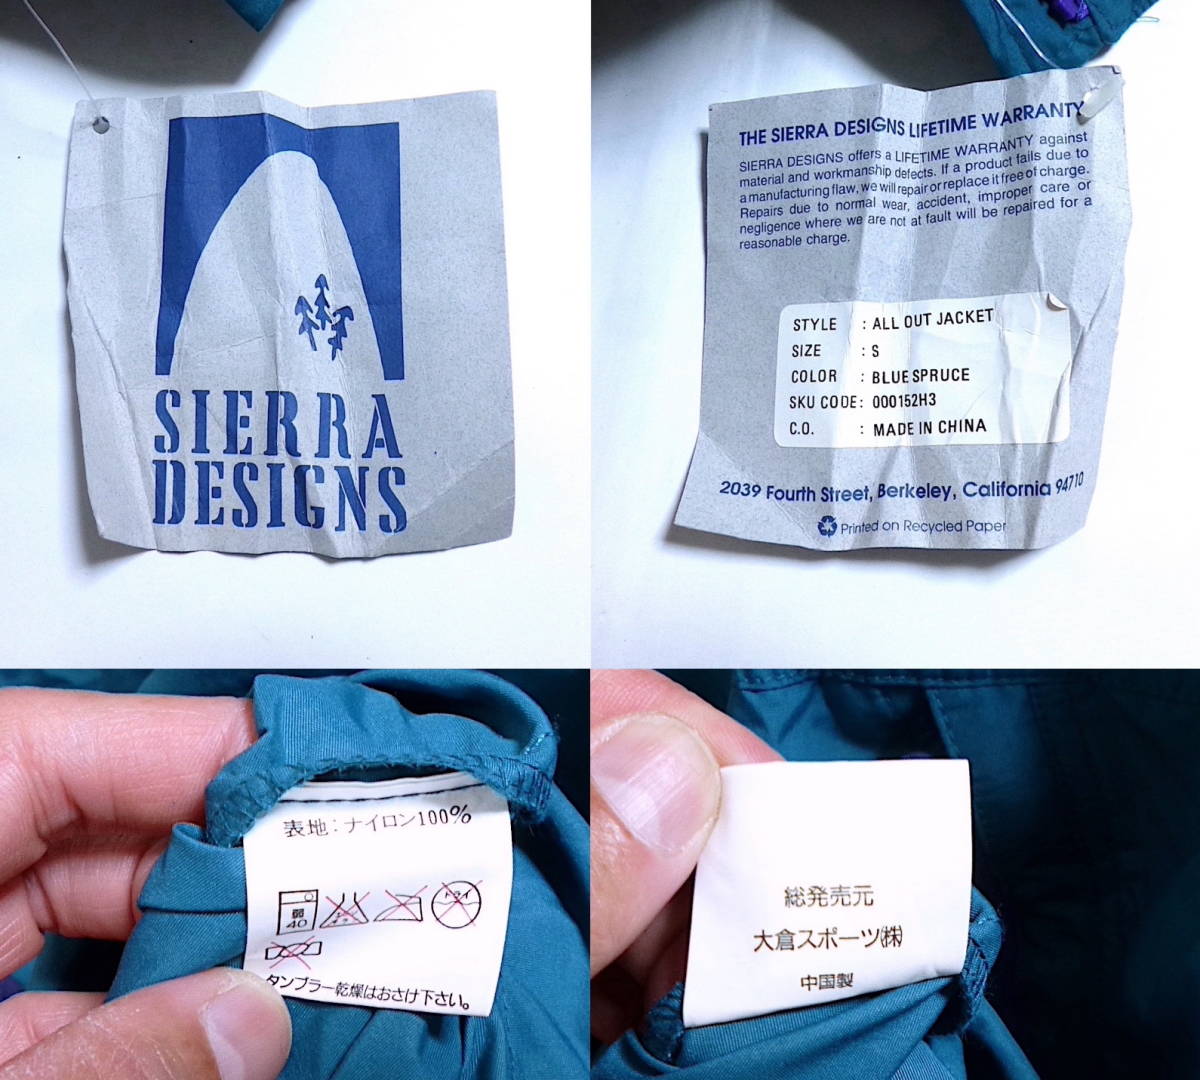 SIERRA
DESIGNS
THE SIERRA DESIGNS LIFETIME WARRANTY
SIERRA DESIGNS offers a LIFETIME WARRANTY against
material and workmanship defects. If a product fails due to
a manufacturing flaw, we will repair or replace it free of charge.
Repairs due to normal wear, accident, improper care or
negligence where we are not at fault will be repaired for a
reasonable charge.
STYLE : ALL OUT JACKET
SIZE : S
COLOR : BLUE SPRUCE
SKU CODE: 000152H3
C.O. : MADE IN CHINA
2039 Fourth Street, Berkeley, California 94710
Printed on Recycled Paper
表地:ナイロン100%
弱
40
ドライ
タンブラー乾燥はおさけ下さい。
総発売元
大倉スポーツ㈱
中国製